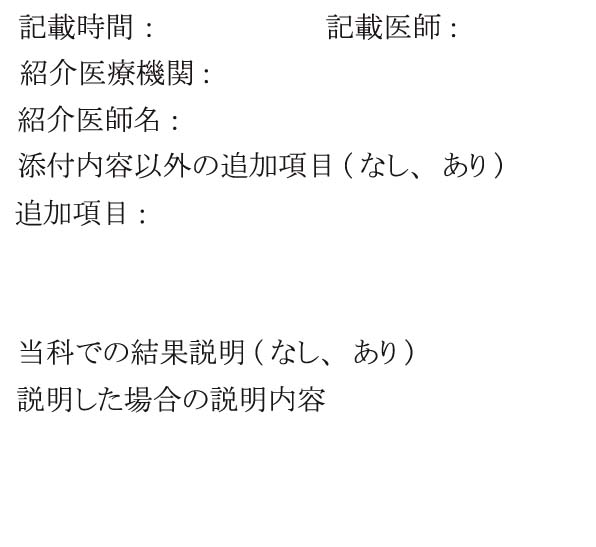 記載時間： 記載医師：
紹介医療機関：
紹介医師名：
添付内容以外の追加項目(なし、あり)
追加項目：
当科での結果説明(なし、あり)
説明した場合の説明内容